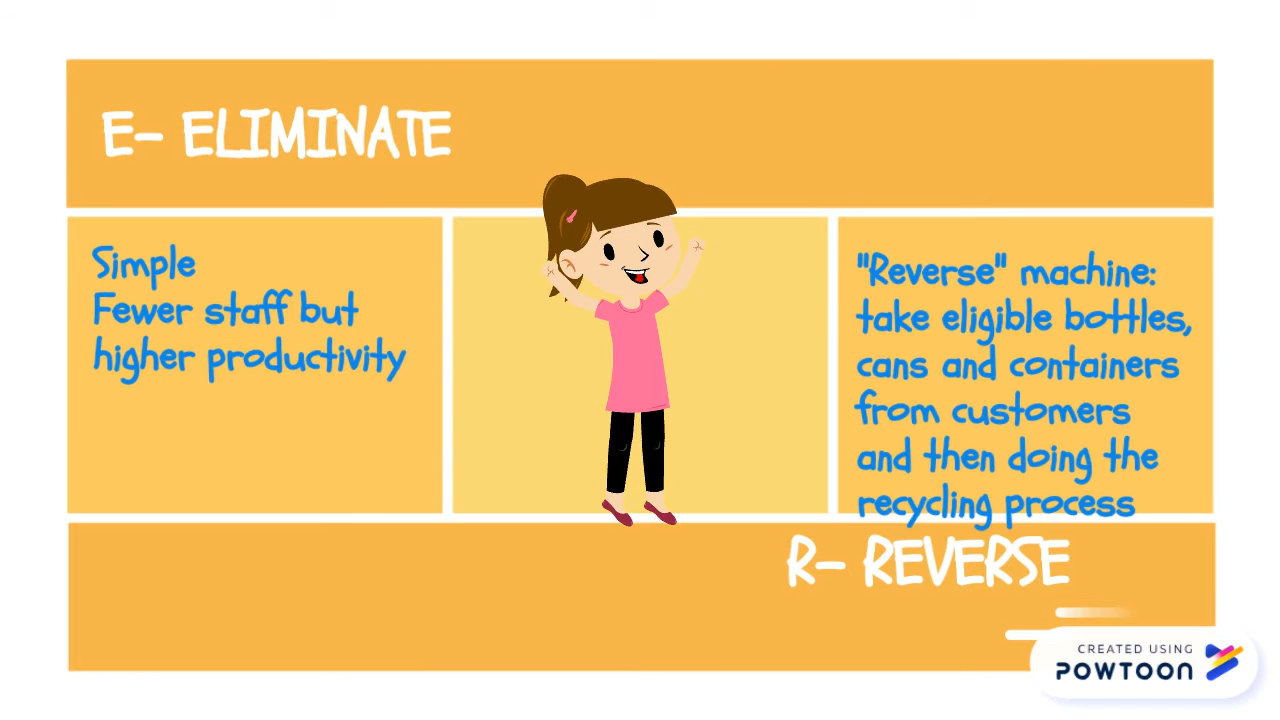 E- ELIMINATE
Simple
Fewer staff but
higher productivity
"Reverse" machine:
take eligible bottles,
cans and containers
from customers
and then doing the
recycling process
R- REVERSE
CREATED USING
POWTOON